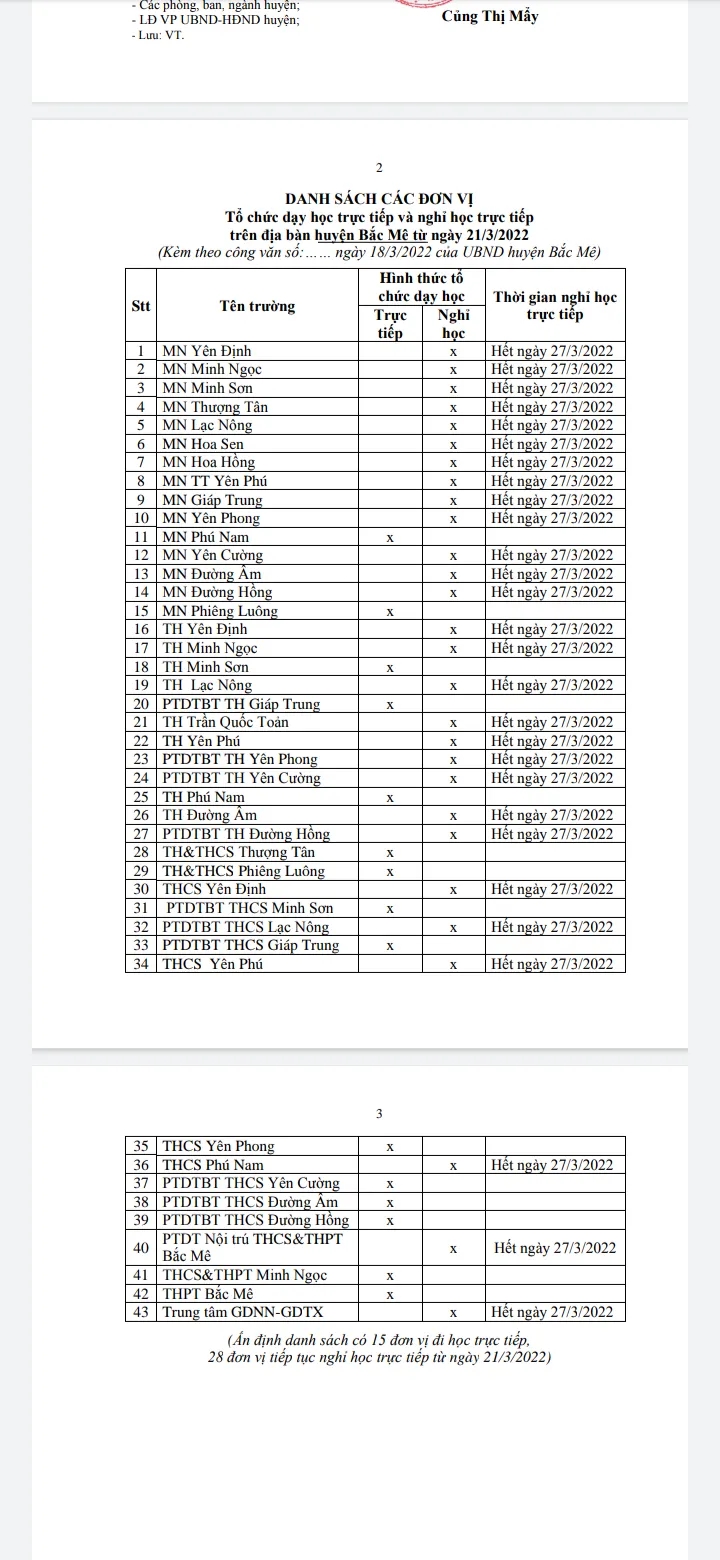 - Các phòng, ban, ngành huyện;
- LĐ VP UBND-HĐND huyện;
- Lưu: VT.
Củng Thị Mẩy
2
DANH SÁCH CÁC ĐƠN VỊ
Tổ chức dạy học trực tiếp và nghỉ học trực tiếp
trên địa bàn huyện Bắc Mê từ ngày 21/3/2022
(Kèm theo công văn số:…… ngày 18/3/2022 của UBND huyện Bắc Mê)
Stt Tên trường Hình thức tổ chức dạy học Thời gian nghỉ học trực tiếp
Trực tiếp Nghỉ học
1 MN Yên Định x Hết ngày 27/3/2022
2 MN Minh Ngọc x Hết ngày 27/3/2022
3 MN Minh Sơn x Hết ngày 27/3/2022
4 MN Thượng Tân x Hết ngày 27/3/2022
5 MN Lạc Nông x Hết ngày 27/3/2022
6 MN Hoa Sen x Hết ngày 27/3/2022
7 MN Hoa Hồng x Hết ngày 27/3/2022
8 MN TT Yên Phú x Hết ngày 27/3/2022
9 MN Giáp Trung x Hết ngày 27/3/2022
10 MN Yên Phong x Hết ngày 27/3/2022
11 MN Phú Nam x
12 MN Yên Cường x Hết ngày 27/3/2022
13 MN Đường Âm x Hết ngày 27/3/2022
14 MN Đường Hồng x Hết ngày 27/3/2022
15 MN Phiêng Luông x
16 TH Yên Định x Hết ngày 27/3/2022
17 TH Minh Ngọc x Hết ngày 27/3/2022
18 TH Minh Sơn x
19 TH Lạc Nông x Hết ngày 27/3/2022
20 PTDTBT TH Giáp Trung x
21 TH Trần Quốc Toản x Hết ngày 27/3/2022
22 TH Yên Phú x Hết ngày 27/3/2022
23 PTDTBT TH Yên Phong x Hết ngày 27/3/2022
24 PTDTBT TH Yên Cường x Hết ngày 27/3/2022
25 TH Phú Nam x
26 TH Đường Âm x Hết ngày 27/3/2022
27 PTDTBT TH Đường Hồng x Hết ngày 27/3/2022
28 TH&THCS Thượng Tân x
29 TH&THCS Phiêng Luông x
30 THCS Yên Định x Hết ngày 27/3/2022
31 PTDTBT THCS Minh Sơn x
32 PTDTBT THCS Lạc Nông x Hết ngày 27/3/2022
33 PTDTBT THCS Giáp Trung x
34 THCS Yên Phú x Hết ngày 27/3/2022
3
35 THCS Yên Phong x
36 THCS Phú Nam x Hết ngày 27/3/2022
37 PTDTBT THCS Yên Cường x
38 PTDTBT THCS Đường Âm x
39 PTDTBT THCS Đường Hồng x
40 PTDT Nội trú THCS&THPT Bắc Mê x Hết ngày 27/3/2022
41 THCS&THPT Minh Ngọc x
42 THPT Bắc Mê x
43 Trung tâm GDNN-GDTX x Hết ngày 27/3/2022
(Ấn định danh sách có 15 đơn vị đi học trực tiếp,
28 đơn vị tiếp tục nghỉ học trực tiếp từ ngày 21/3/2022)